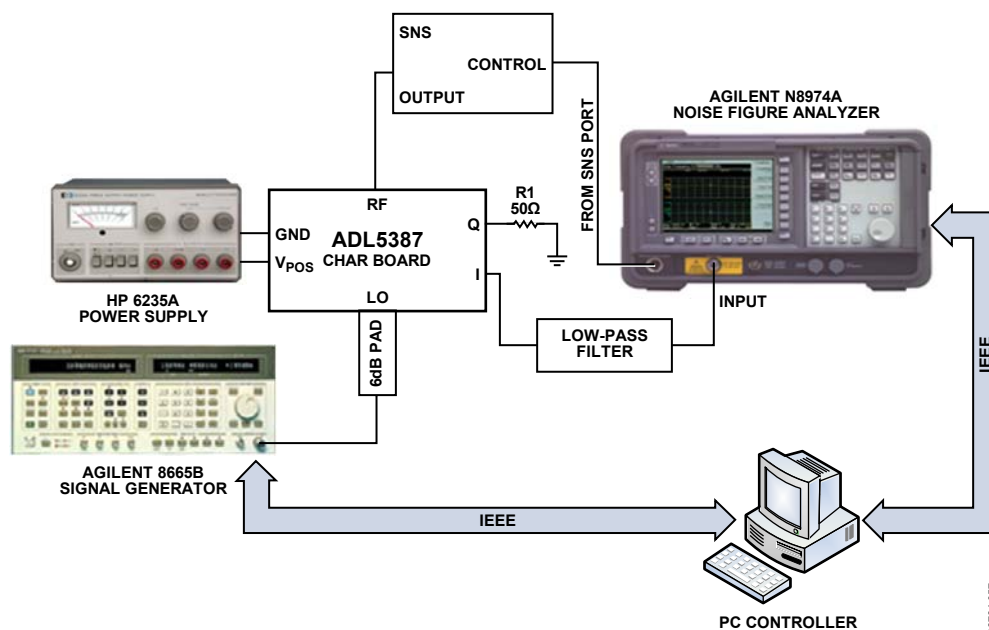 SNS
CONTROL
OUTPUT
AGILENT N8974A
NOISE FIGURE ANALYZER
FROM SNS PORT
RF
GND
ADL5387
CHAR BOARD
VPOS
LO
Q
I
R1
50Ω
HP 6235A
POWER SUPPLY
INPUT
LOW-PASS
FILTER
6dB PAD
IEEE
AGILENT 8665B
SIGNAL GENERATOR
IEEE
PC CONTROLLER